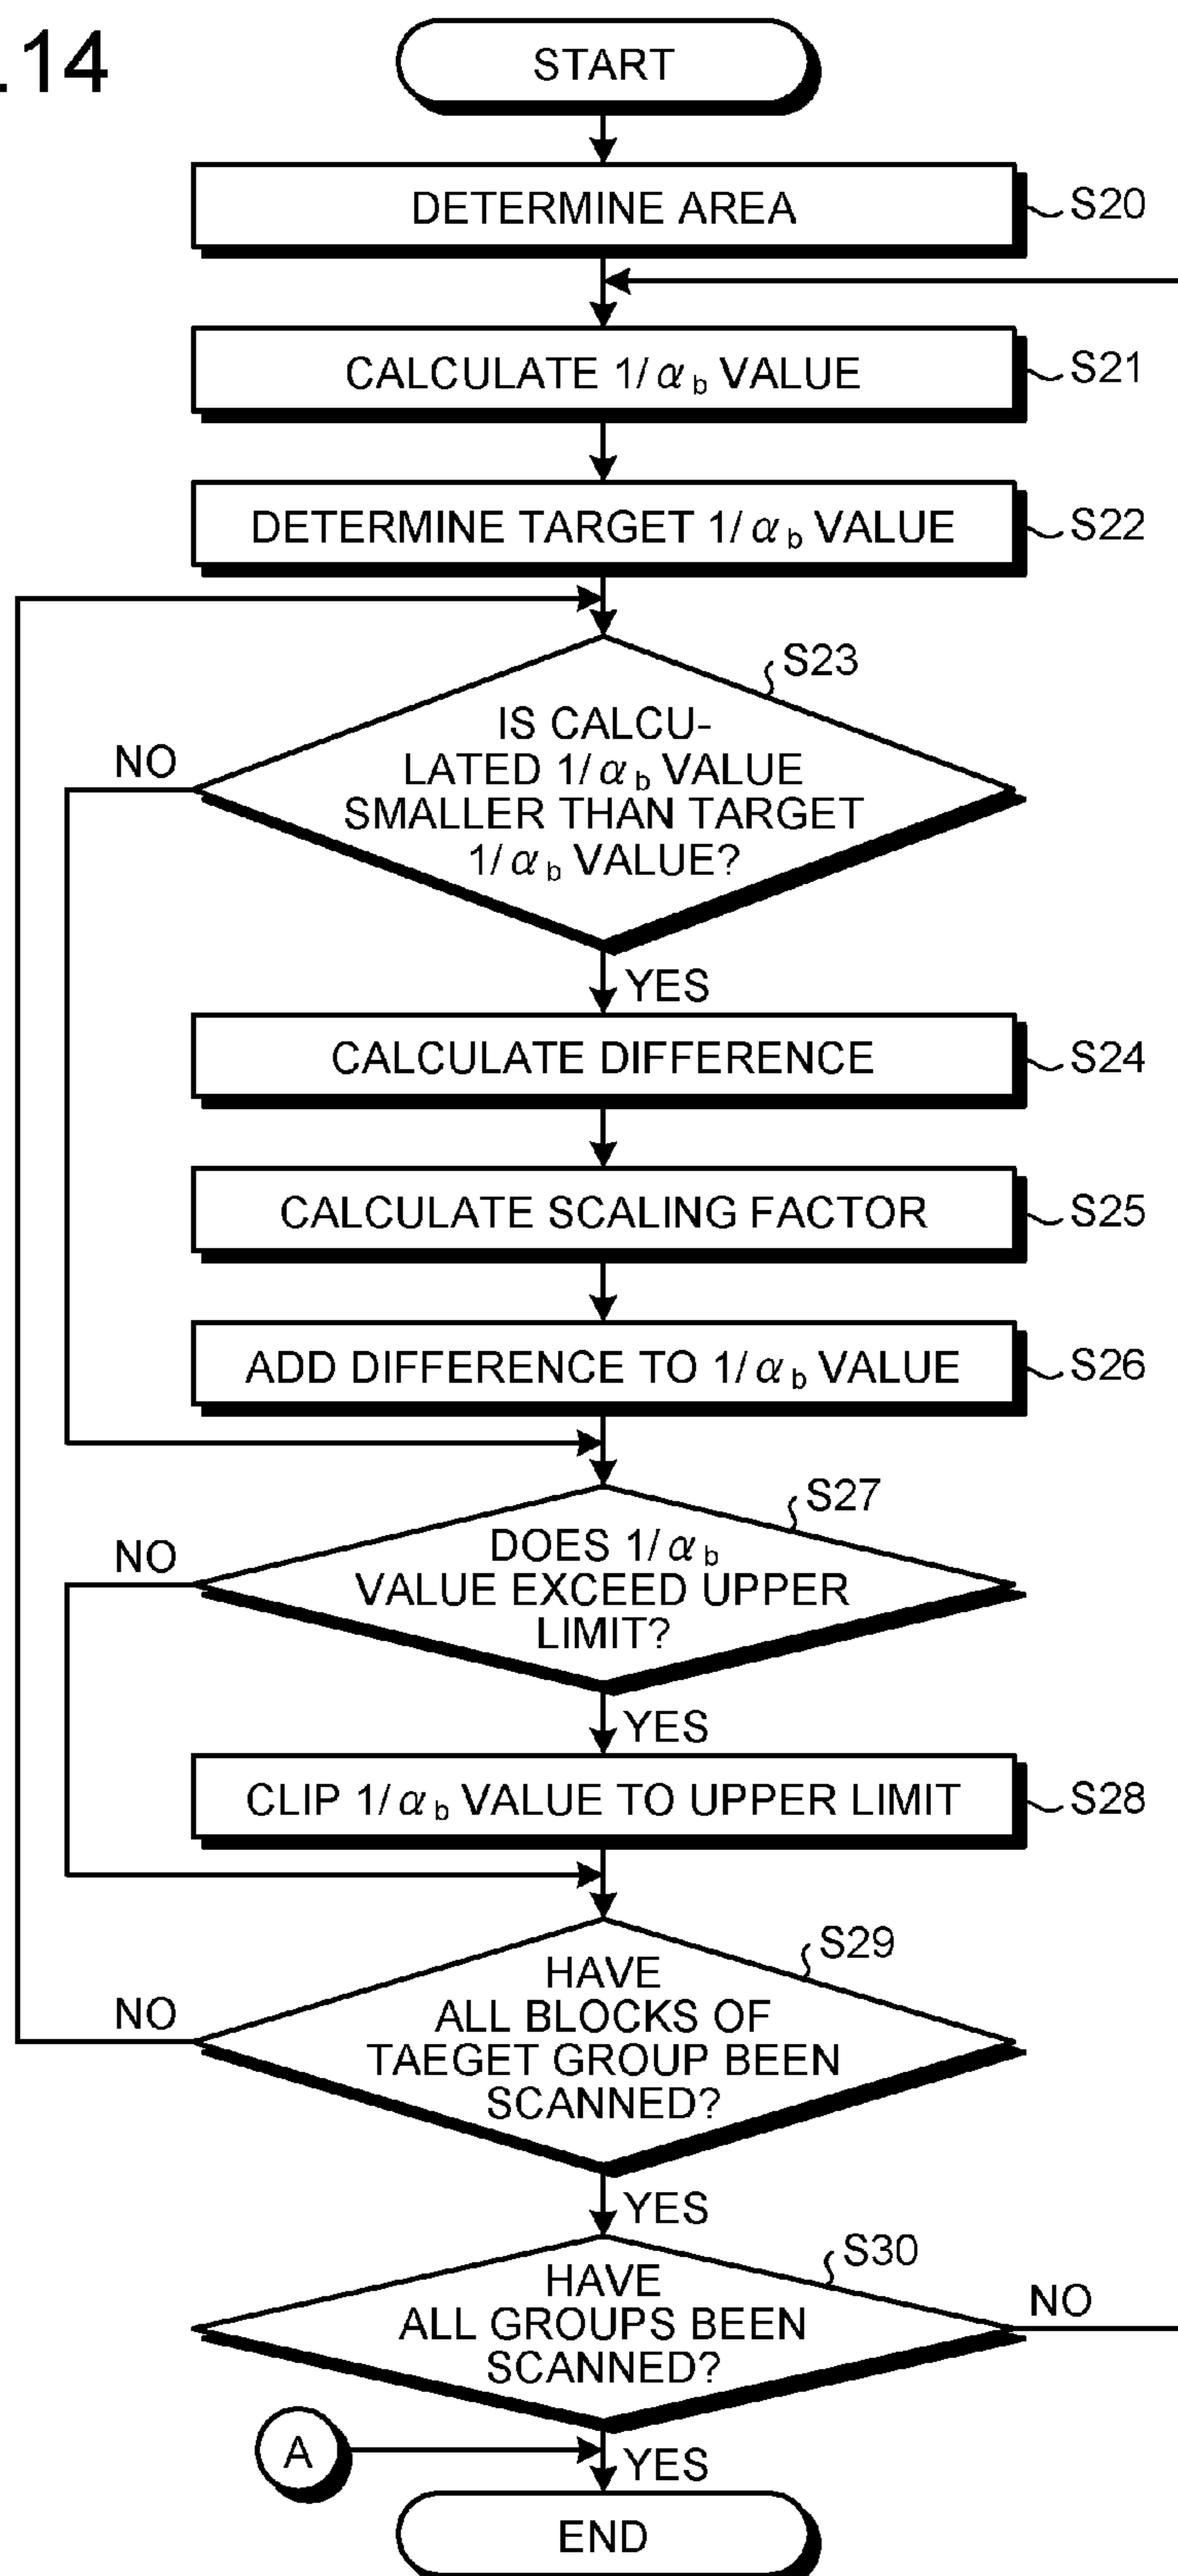 .14
START
DETERMINE AREA
S20
CALCULATE 1/αb VALUE
S21
DETERMINE TARGET 1/αb VALUE
S22
S23
IS CALCU-
LATED 1/αb VALUE
SMALLER THAN TARGET
1/αb VALUE?
NO
YES
CALCULATE DIFFERENCE
S24
CALCULATE SCALING FACTOR
S25
ADD DIFFERENCE TO 1/αb VALUE
S26
S27
DOES 1/αb
VALUE EXCEED UPPER
LIMIT?
NO
YES
CLIP 1/αb VALUE TO UPPER LIMIT
S28
S29
HAVE
ALL BLOCKS OF
TAEGET GROUP BEEN
SCANNED?
NO
YES
S30
HAVE
ALL GROUPS BEEN
SCANNED?
NO
A
YES
END